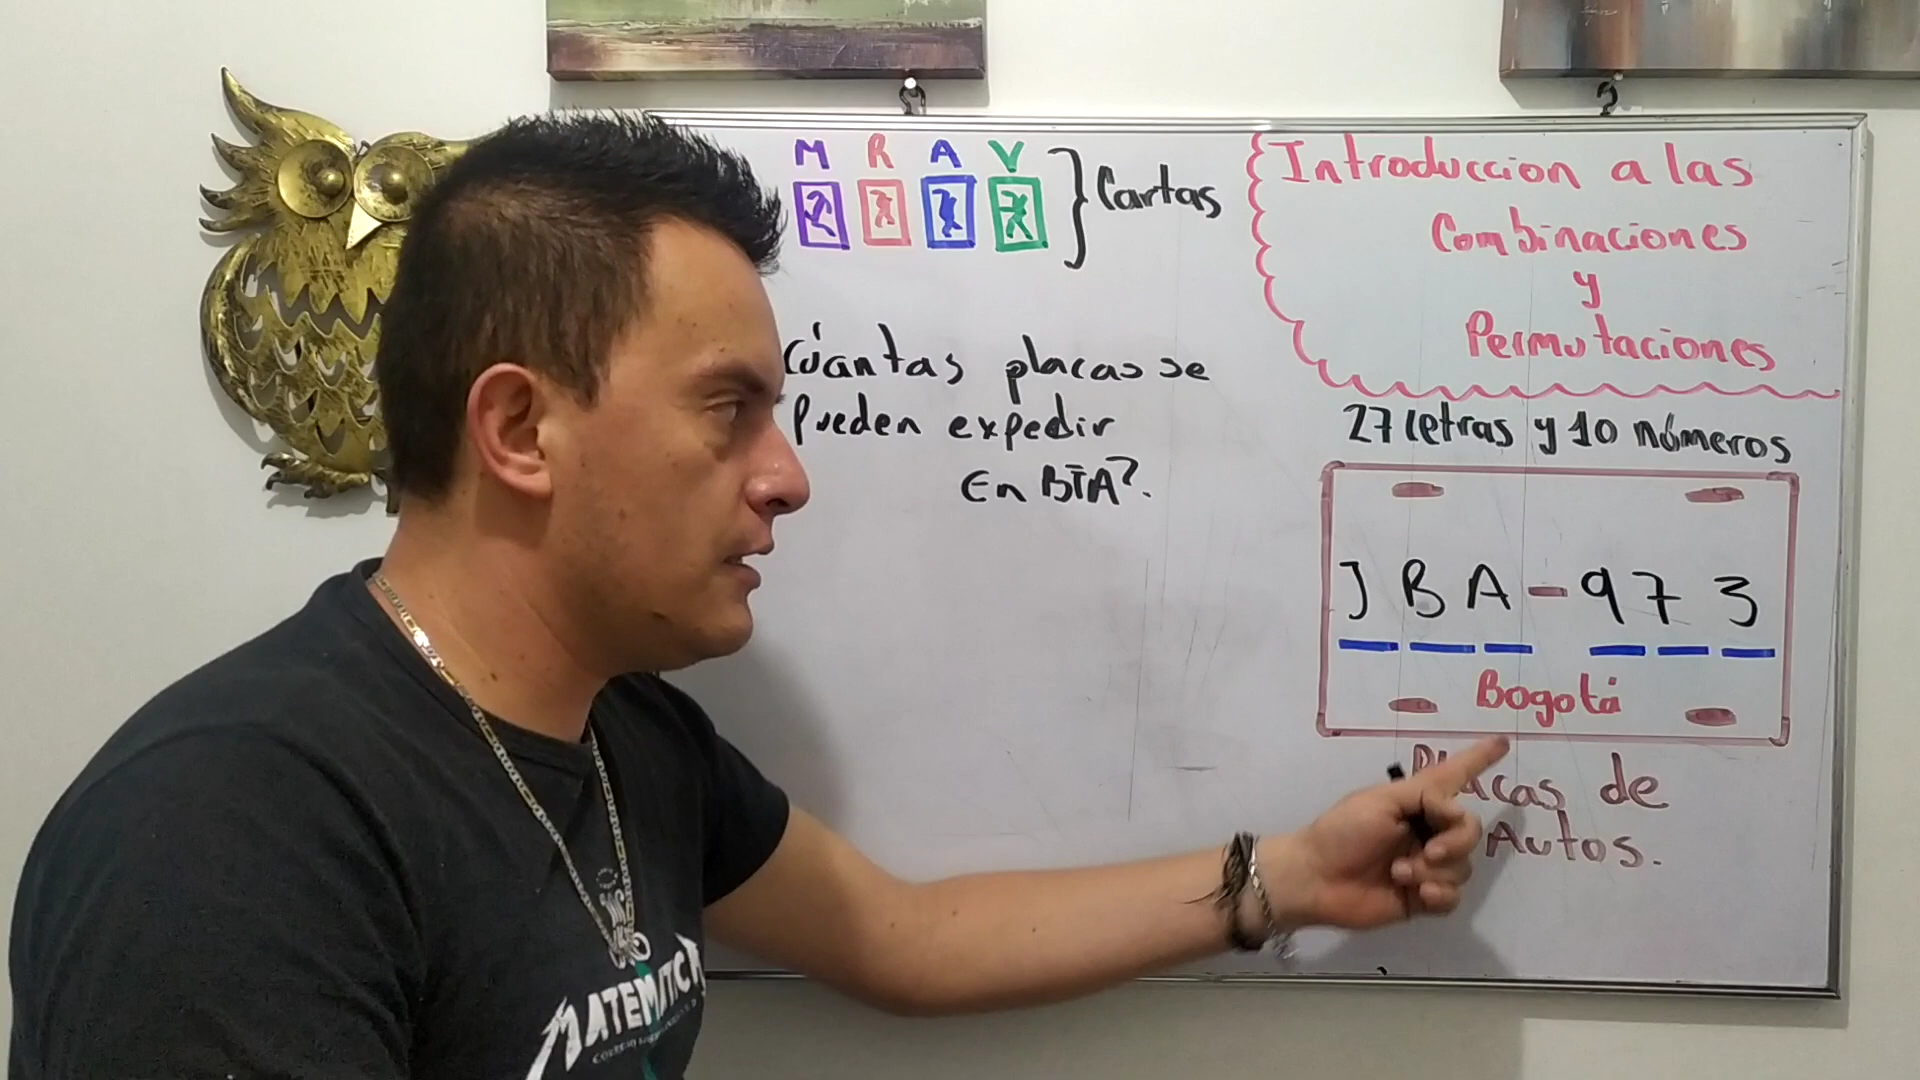 M R A V
Cartas
Introduccion a las
Combinaciones
y
Permutaciones
Cúantas placas se
Pueden expedir
En BTA?.
27 letras y 10 números
JBA-973
Bogotá
Placas de
Autos.